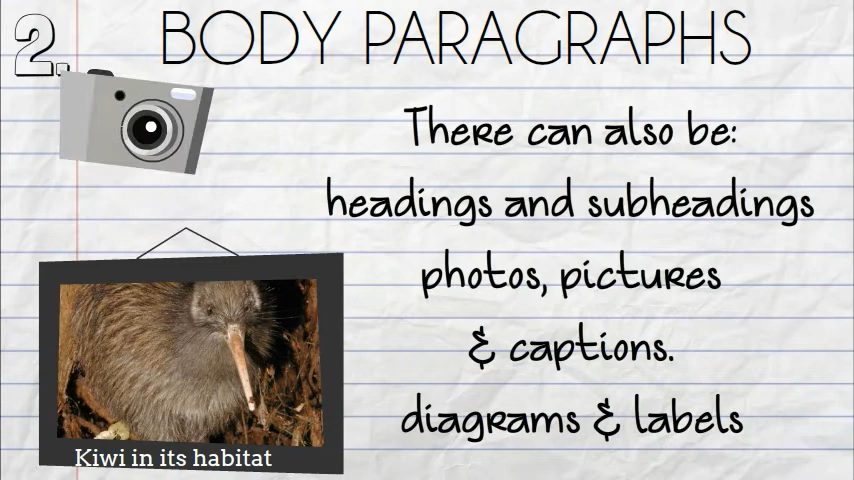 2. BODY PARAGRAPHS
There can also be:
headings and subheadings
photos, pictures
& captions.
diagrams & labels
Kiwi in its habitat